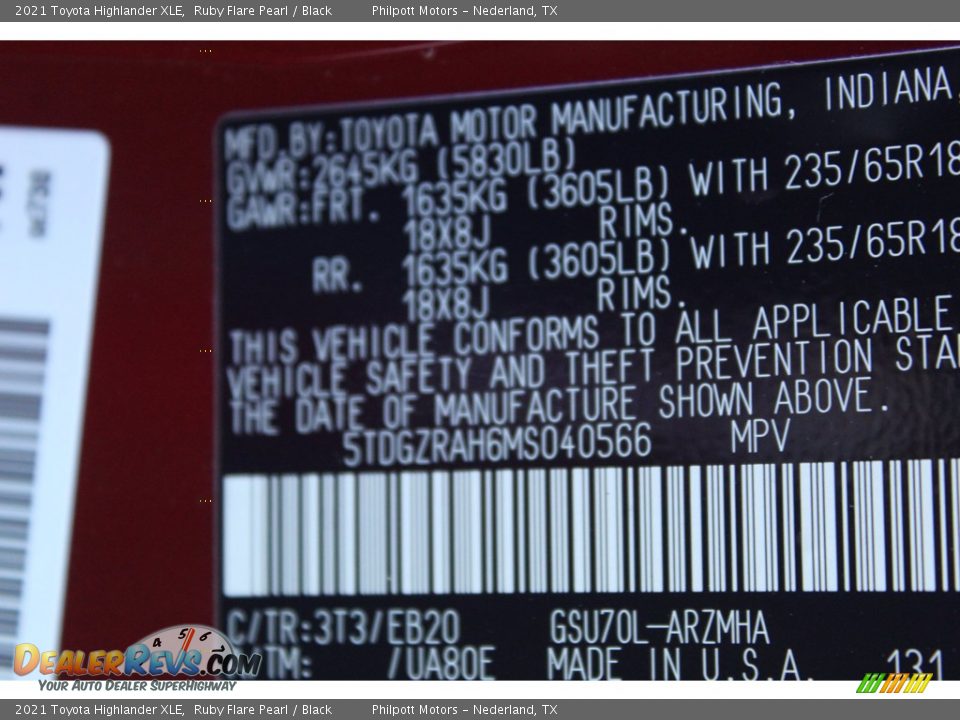 2021 Toyota Highlander XLE, Ruby Flare Pearl / Black Philpott Motors – Nederland, TX
MFD BY:TOYOTA MOTOR MANUFACTURING, INDIANA,
GVWR:2645KG (5830LB)
GAWR:FRT. 1635KG (3605LB) WITH 235/65R18
18X8J RIMS.
RR. 1635KG (3605LB) WITH 235/65R18
18X8J RIMS.
THIS VEHICLE CONFORMS TO ALL APPLICABLE
VEHICLE SAFETY AND THEFT PREVENTION STA
THE DATE OF MANUFACTURE SHOWN ABOVE.
5TDGZRAH6MS040566 MPV
C/TR:3T3/EB20 GSU70L-ARZMHA
TM: /UA80E MADE IN U.S.A. 131
4 5 6
DEALERREVS.COM
YOUR AUTO DEALER SUPERHIGHWAY
2021 Toyota Highlander XLE, Ruby Flare Pearl / Black Philpott Motors – Nederland, TX